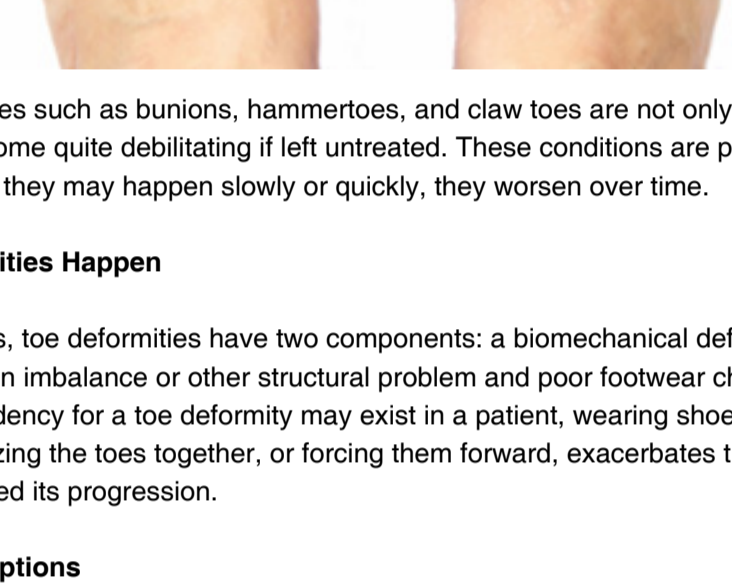 es such as bunions, hammertoes, and claw toes are not only
ome quite debilitating if left untreated. These conditions are p
they may happen slowly or quickly, they worsen over time.
ities Happen
s, toe deformities have two components: a biomechanical def
n imbalance or other structural problem and poor footwear ch
dency for a toe deformity may exist in a patient, wearing shoe
zing the toes together, or forcing them forward, exacerbates t
ed its progression.
ptions